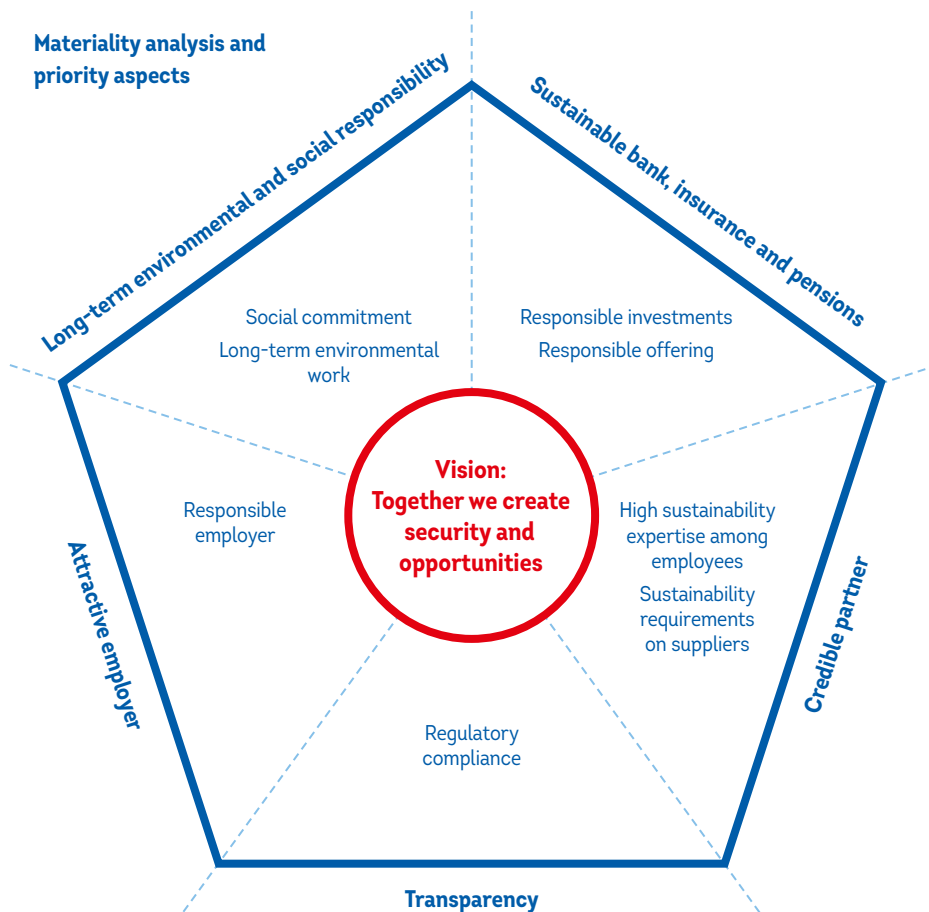 Materiality analysis and
priority aspects
Long-term environmental and social responsibility
Sustainable bank, insurance and pensions
Social commitment
Long-term environmental
work
Responsible investments
Responsible offering
Vision:
Together we create
security and
opportunities
Responsible
employer
High sustainability
expertise among
employees
Sustainability
requirements
on suppliers
Attractive employer
Credible partner
Regulatory
compliance
Transparency